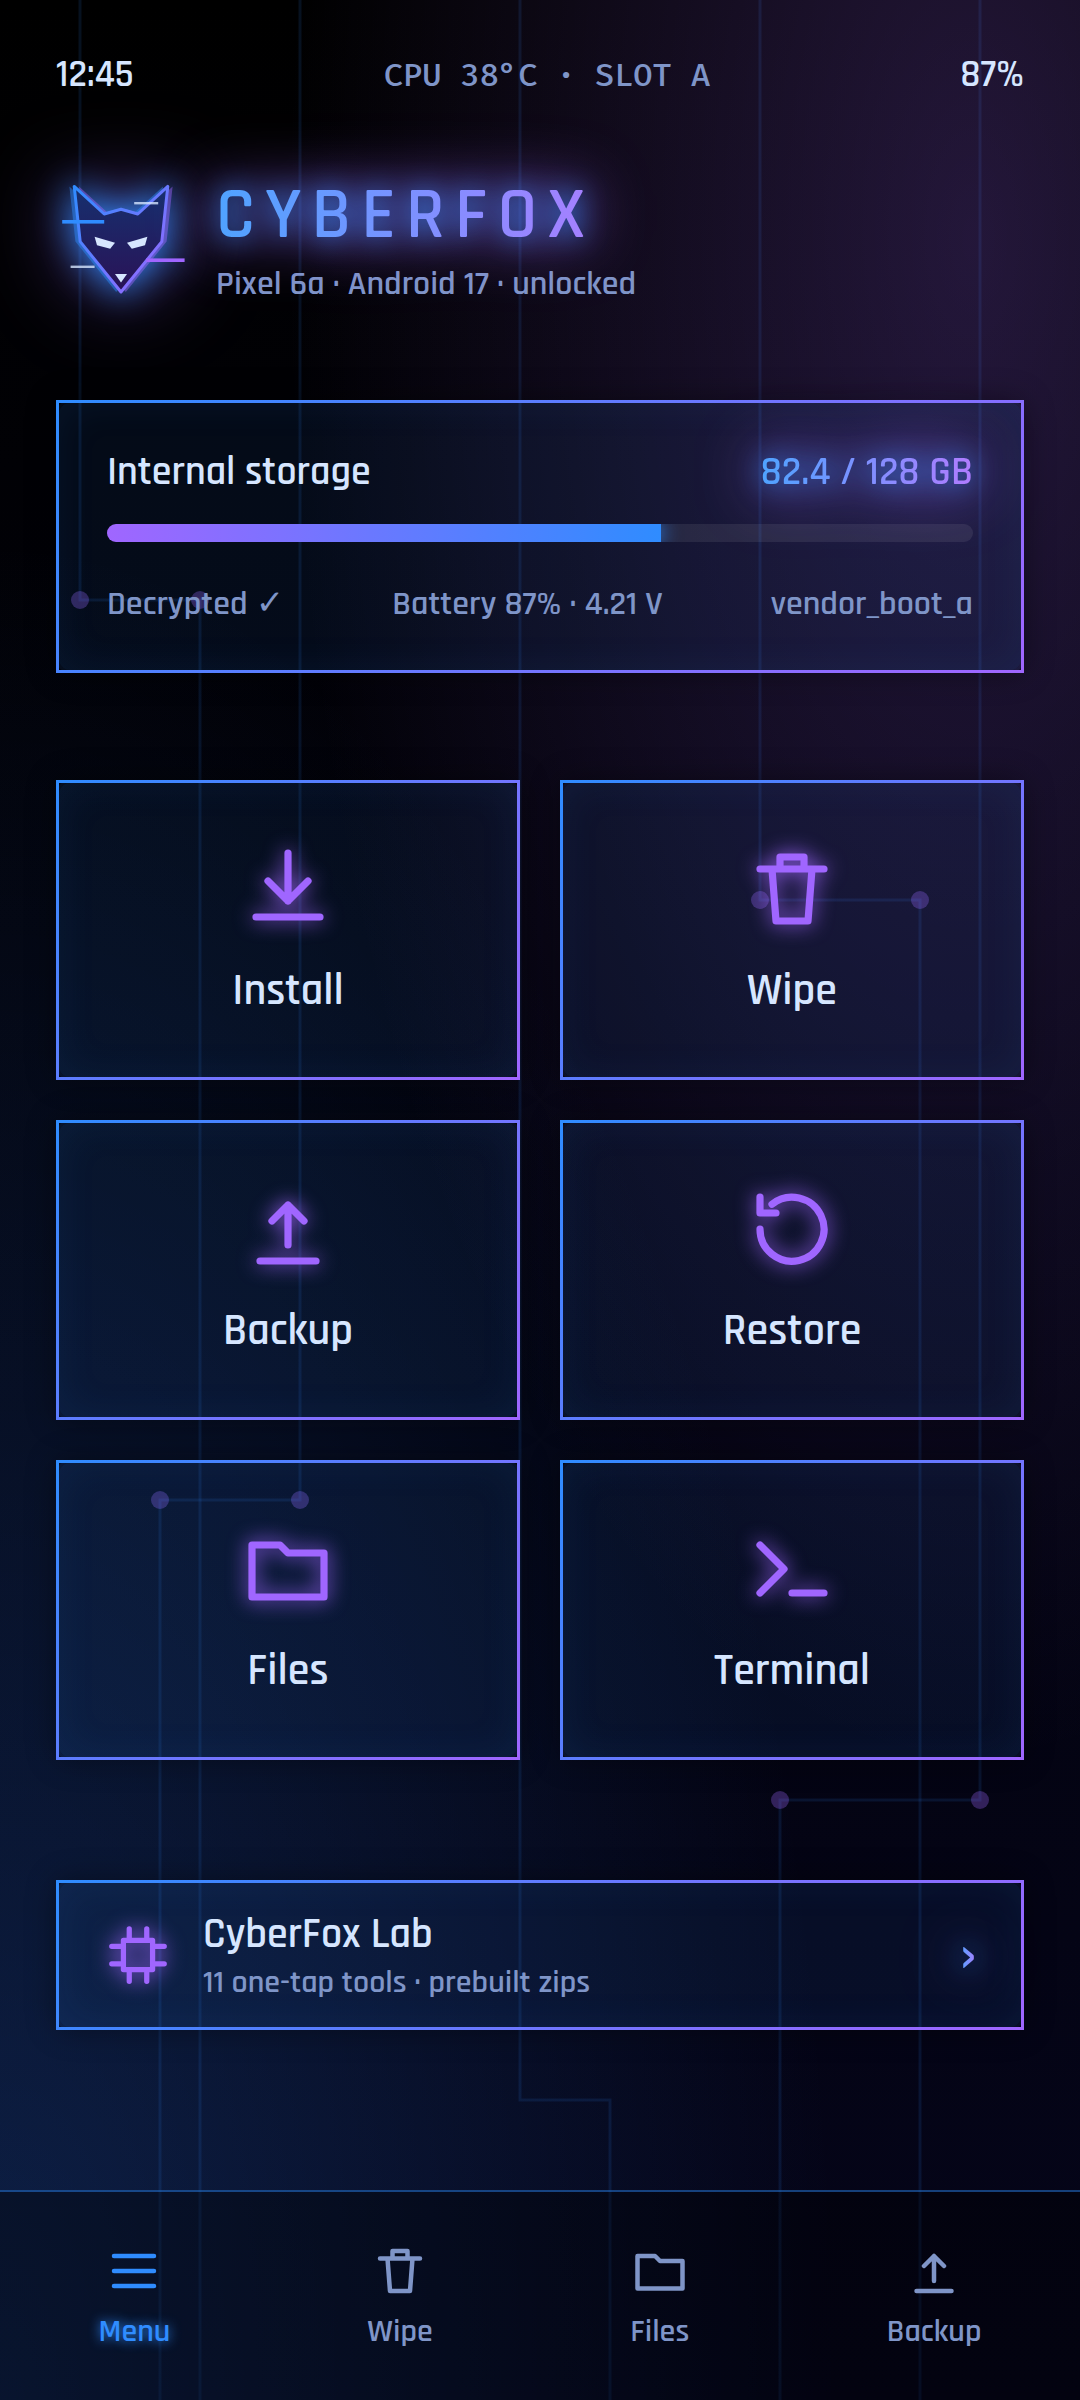 12:45 CPU 38°C · SLOT A 87%
CYBERFOX
Pixel 6a · Android 17 · unlocked
Internal storage 82.4 / 128 GB
Decrypted ✓ Battery 87% · 4.21 V vendor_boot_a
Install Wipe
Backup Restore
Files Terminal
CyberFox Lab
11 one-tap tools · prebuilt zips
Menu Wipe Files Backup